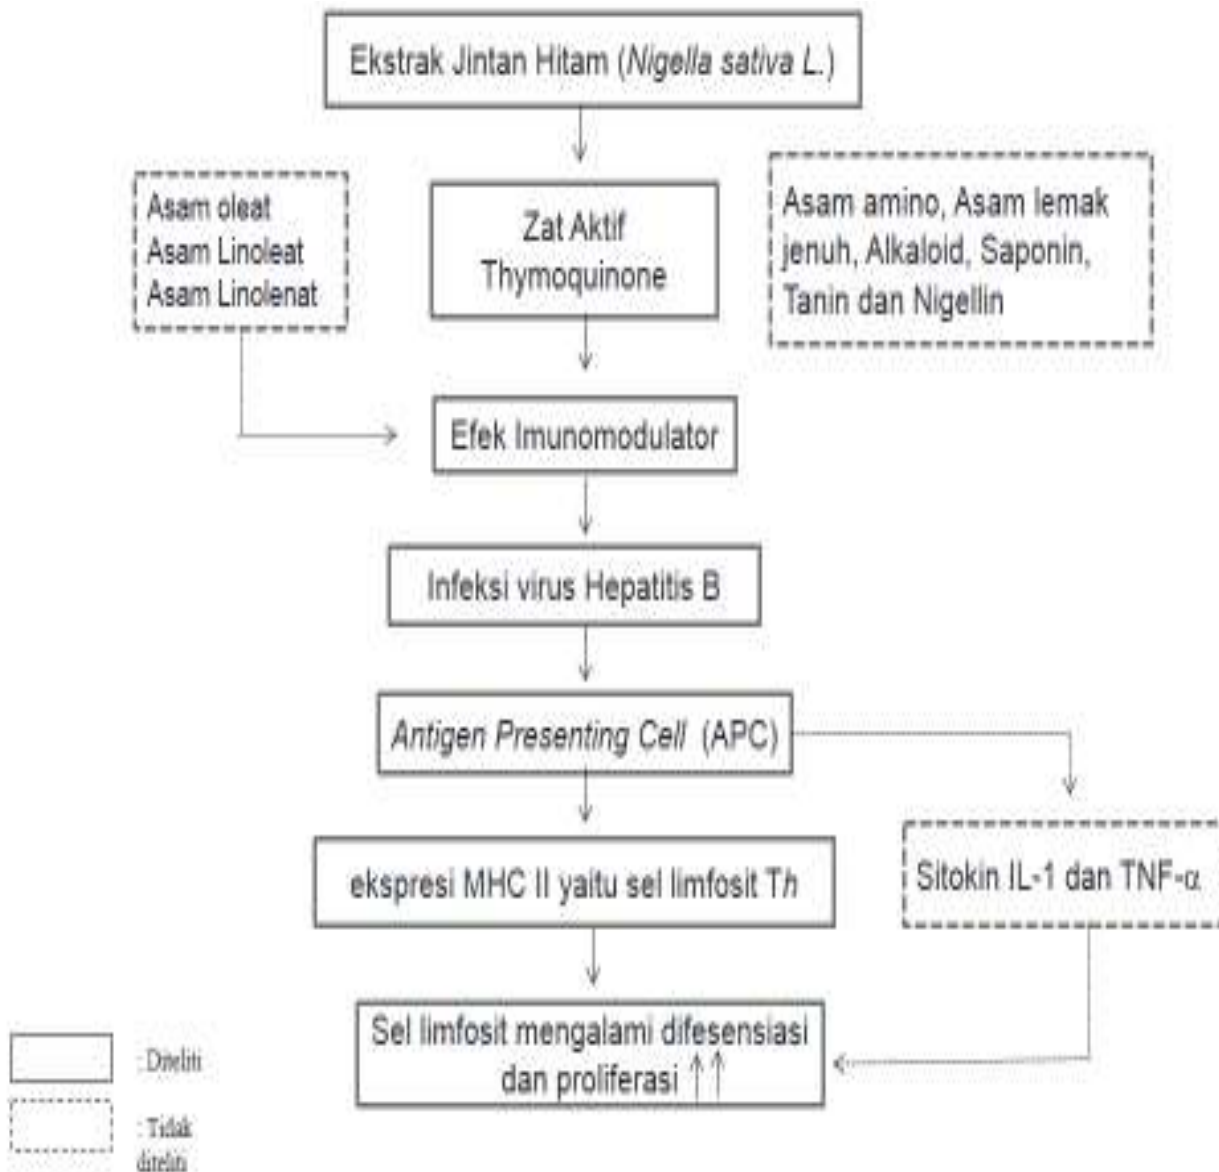 Ekstrak Jintan Hitam (Nigella sativa L.)
Asam oleat
Asam Linoleat
Asam Linolenat
Zat Aktif
Thymoquinone
Asam amino, Asam lemak
jenuh, Alkaloid, Saponin,
Tanin dan Nigellin
Efek Imunomodulator
Infeksi virus Hepatitis B
Antigen Presenting Cell (APC)
ekspresi MHC II yaitu sel limfosit Th
Sitokin IL-1 dan TNF-α
Sel limfosit mengalami difesensiasi
dan proliferasi ↑↑
: Diteliti
: Tidak
diteliti